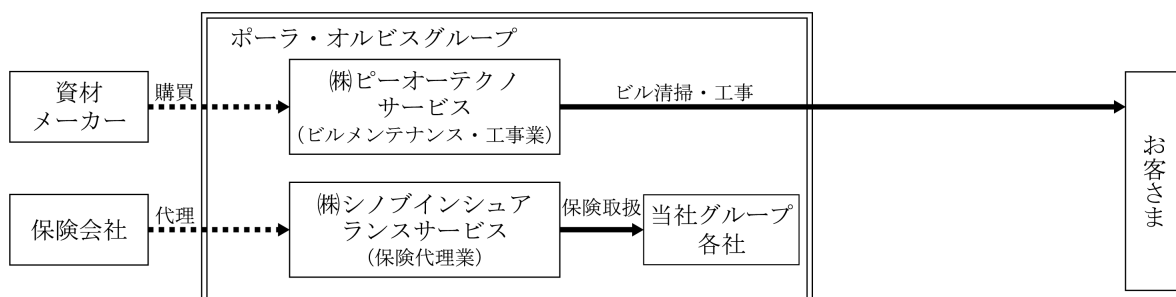 ポーラ・オルビスグループ
資材
メーカー
購買
㈱ピーオーテクノ
サービス
(ビルメンテナンス・工事業)
ビル清掃・工事
お客さま
保険会社
代理
㈱シノブインシュア
ランスサービス
(保険代理業)
保険取扱
当社グループ
各社